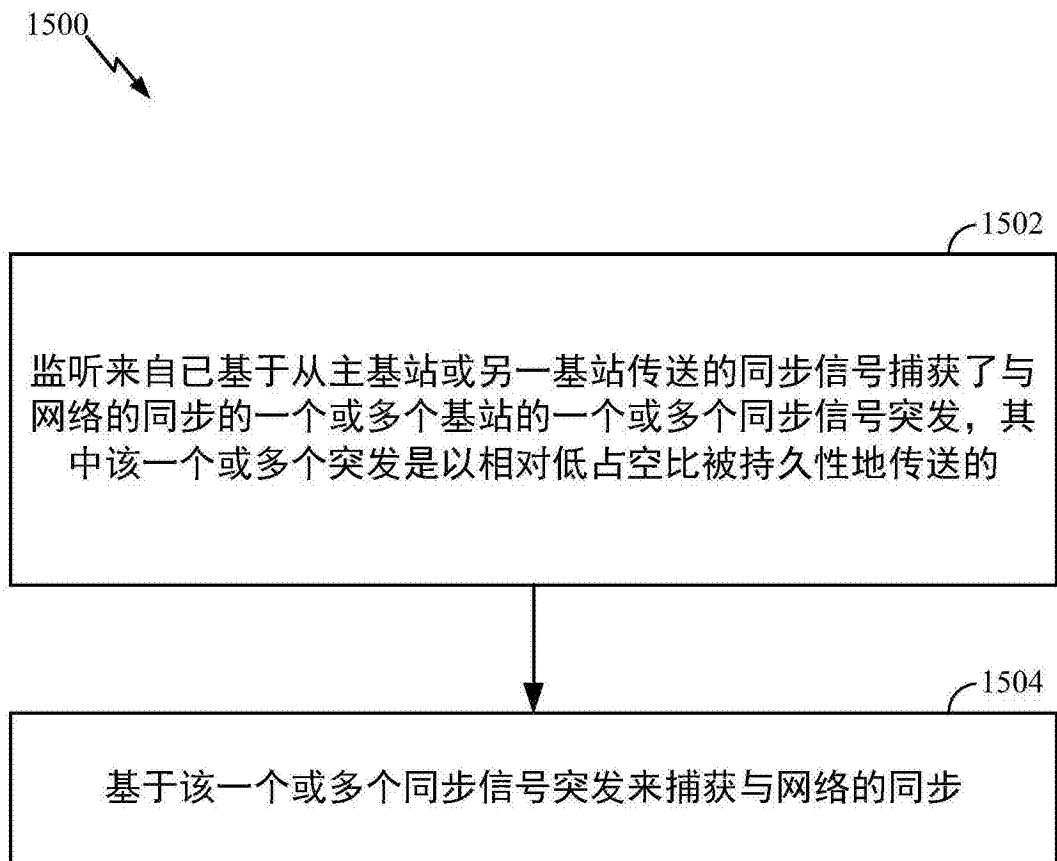 1500
1502
监听来自已基于从主基站或另一基站传送的同步信号捕获了与
网络的同步的一个或多个基站的一个或多个同步信号突发，其
中该一个或多个突发是以相对低占空比被持久性地传送的
1504
基于该一个或多个同步信号突发来捕获与网络的同步